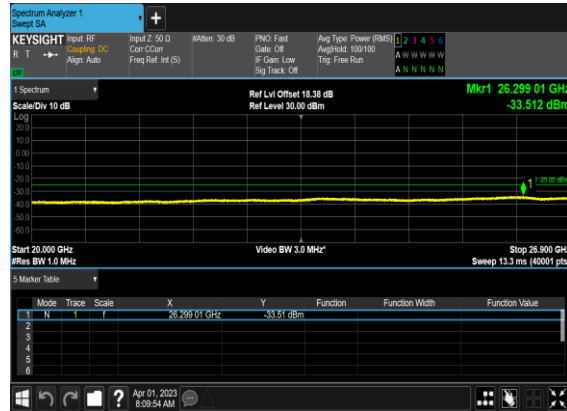 Spectrum Analyzer 1
Swept SA
+
KEYSIGHT Input: RF Input Z: 50 Ω #Atten: 30 dB PNO: Fast Avg Type: Power (RMS) 1 2 3 4 5 6
R T Coupling: DC Corr CCorr Gate: Off Avg|Hold: 100/100 A W W W W W
Align: Auto Freq Ref: Int (S) IF Gain: Low Trig: Free Run
Sig Track: Off A N N N N N
1 Spectrum Ref Lvl Offset 18.38 dB Mkr1 26.299 01 GHz
Scale/Div 10 dB Ref Level 30.00 dBm -33.512 dBm
Log
20.0
10.0
0.00
-10.0
-20.0
1 -25.00 dBm
-30.0
-40.0
-50.0
-60.0
Start 20.000 GHz Video BW 3.0 MHz* Stop 26.900 GHz
#Res BW 1.0 MHz Sweep 13.3 ms (40001 pts
5 Marker Table
Mode Trace Scale X Y Function Function Width Function Value
1 N 1 f 26.299 01 GHz -33.51 dBm
2
3
4
5
6
? Apr 01, 2023
8:09:54 AM